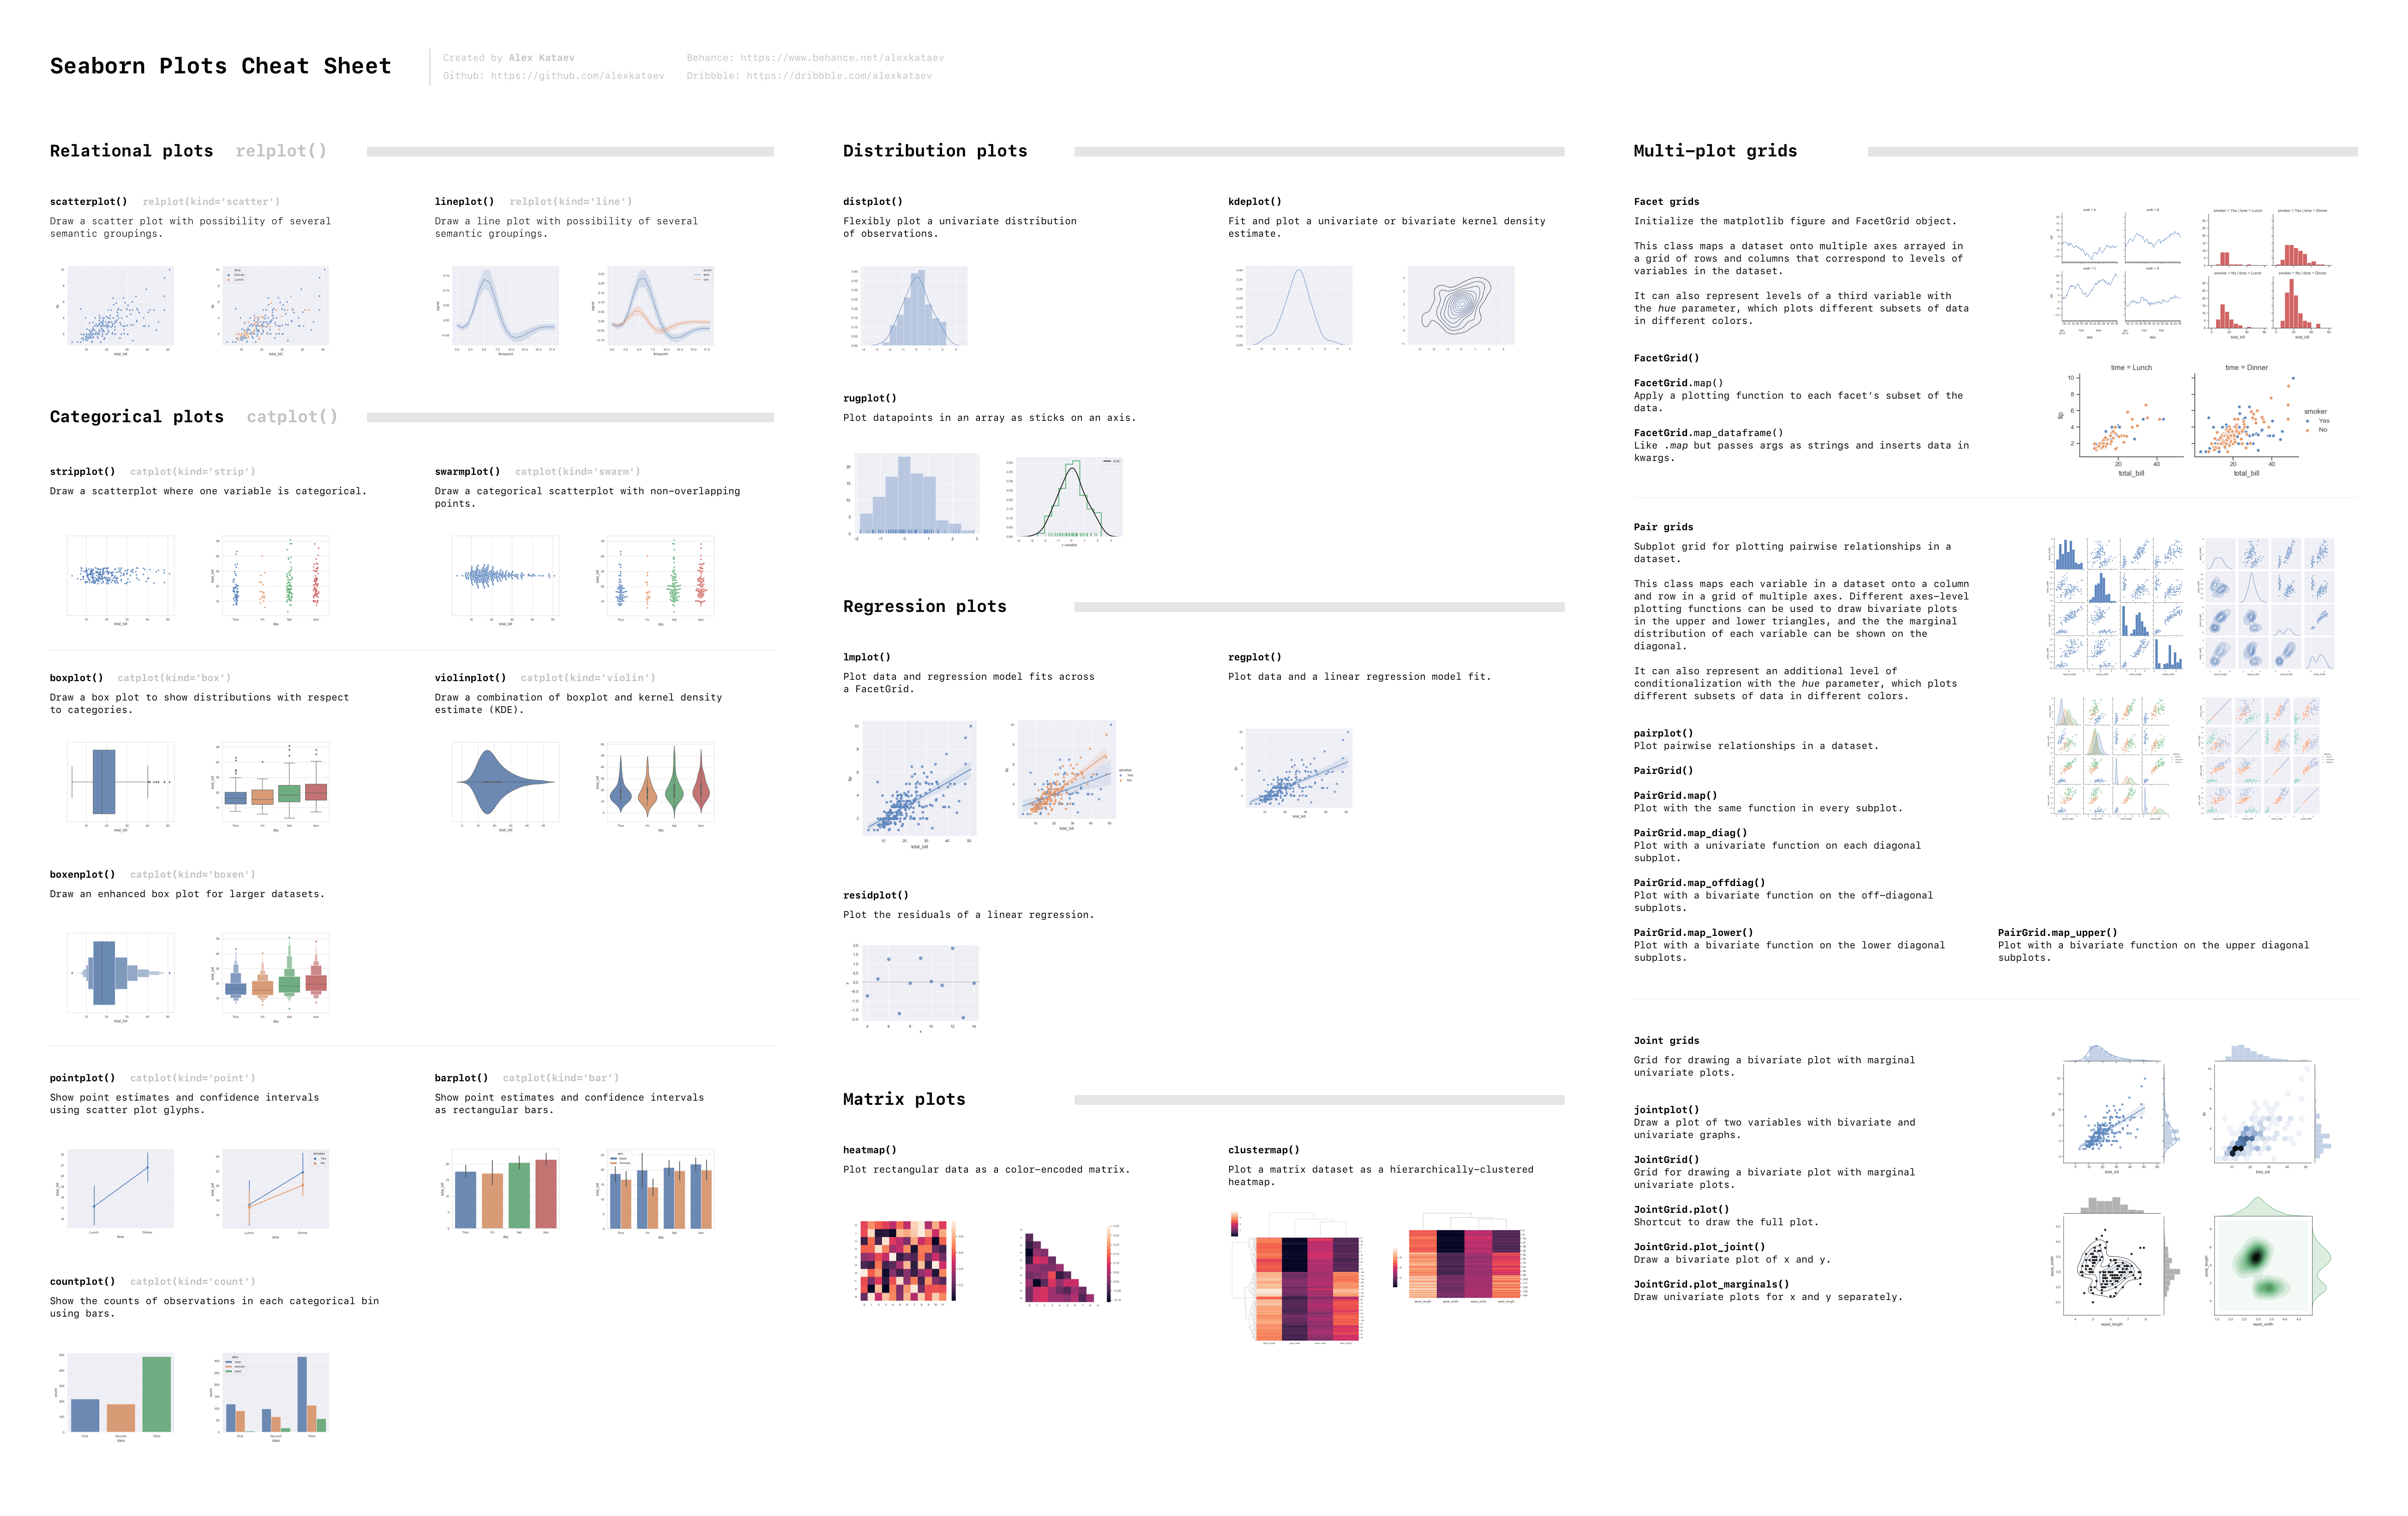 Seaborn Plots Cheat Sheet
Created by Alex Kataev
Github: https://github.com/alexkataev
Behance: https://www.behance.net/alexkataev
Dribbble: https://dribbble.com/alexkataev
Relational plots relplot()
scatterplot() relplot(kind='scatter')
Draw a scatter plot with possibility of several
semantic groupings.
lineplot() relplot(kind='line')
Draw a line plot with possibility of several
semantic groupings.
Categorical plots catplot()
stripplot() catplot(kind='strip')
Draw a scatterplot where one variable is categorical.
swarmplot() catplot(kind='swarm')
Draw a categorical scatterplot with non-overlapping
points.
boxplot() catplot(kind='box')
Draw a box plot to show distributions with respect
to categories.
violinplot() catplot(kind='violin')
Draw a combination of boxplot and kernel density
estimate (KDE).
boxenplot() catplot(kind='boxen')
Draw an enhanced box plot for larger datasets.
pointplot() catplot(kind='point')
Show point estimates and confidence intervals
using scatter plot glyphs.
barplot() catplot(kind='bar')
Show point estimates and confidence intervals
as rectangular bars.
countplot() catplot(kind='count')
Show the counts of observations in each categorical bin
using bars.
Distribution plots
distplot()
Flexibly plot a univariate distribution
of observations.
kdeplot()
Fit and plot a univariate or bivariate kernel density
estimate.
rugplot()
Plot datapoints in an array as sticks on an axis.
Regression plots
lmplot()
Plot data and regression model fits across
a FacetGrid.
regplot()
Plot data and a linear regression model fit.
residplot()
Plot the residuals of a linear regression.
Matrix plots
heatmap()
Plot rectangular data as a color-encoded matrix.
clustermap()
Plot a matrix dataset as a hierarchically-clustered
heatmap.
Multi-plot grids
Facet grids
Initialize the matplotlib figure and FacetGrid object.
This class maps a dataset onto multiple axes arrayed in
a grid of rows and columns that correspond to levels of
variables in the dataset.
It can also represent levels of a third variable with
the hue parameter, which plots different subsets of data
in different colors.
FacetGrid()
FacetGrid.map()
Apply a plotting function to each facet's subset of the
data.
FacetGrid.map_dataframe()
Like .map but passes args as strings and inserts data in
kwargs.
time = Lunch
time = Dinner
tip
10
8
6
4
2
smoker
Yes
No
20
40
20
40
total_bill
total_bill
Pair grids
Subplot grid for plotting pairwise relationships in a
dataset.
This class maps each variable in a dataset onto a column
and row in a grid of multiple axes. Different axes-level
plotting functions can be used to draw bivariate plots
in the upper and lower triangles, and the the marginal
distribution of each variable can be shown on the
diagonal.
It can also represent an additional level of
conditionalization with the hue parameter, which plots
different subsets of data in different colors.
pairplot()
Plot pairwise relationships in a dataset.
PairGrid()
PairGrid.map()
Plot with the same function in every subplot.
PairGrid.map_diag()
Plot with a univariate function on each diagonal
subplot.
PairGrid.map_offdiag()
Plot with a bivariate function on the off-diagonal
subplots.
PairGrid.map_lower()
Plot with a bivariate function on the lower diagonal
subplots.
PairGrid.map_upper()
Plot with a bivariate function on the upper diagonal
subplots.
Joint grids
Grid for drawing a bivariate plot with marginal
univariate plots.
jointplot()
Draw a plot of two variables with bivariate and
univariate graphs.
JointGrid()
Grid for drawing a bivariate plot with marginal
univariate plots.
JointGrid.plot()
Shortcut to draw the full plot.
JointGrid.plot_joint()
Draw a bivariate plot of x and y.
JointGrid.plot_marginals()
Draw univariate plots for x and y separately.